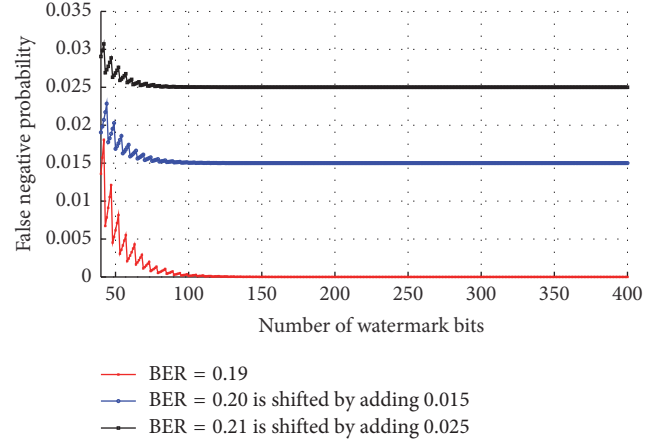 0.035
0.03
0.025
0.02
0.015
0.01
0.005
0
False negative probability
50 100 150 200 250 300 350 400
Number of watermark bits
BER = 0.19
BER = 0.20 is shifted by adding 0.015
BER = 0.21 is shifted by adding 0.025